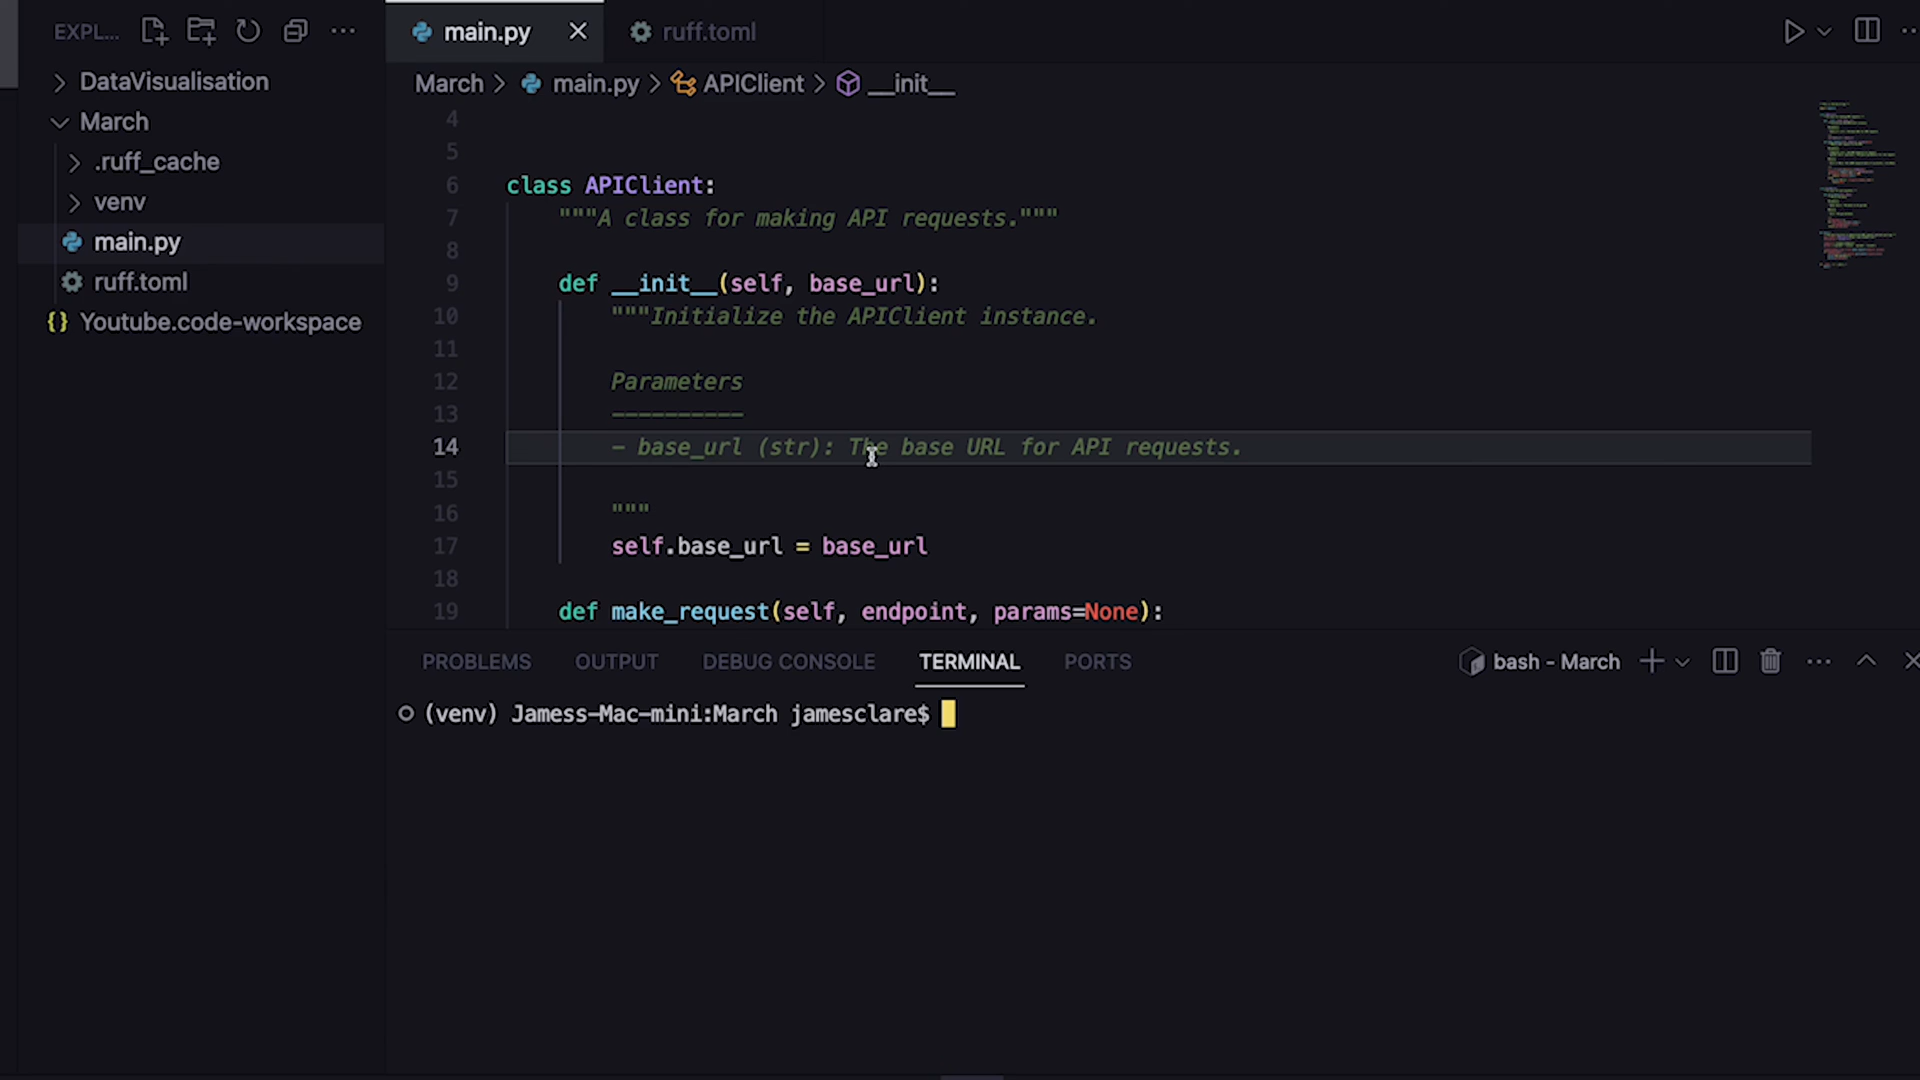 EXPL...
DataVisualisation
March
.ruff_cache
venv
main.py
ruff.toml
{} Youtube.code-workspace
main.py
ruff.toml
March > main.py > APIClient > __init__
4
5
6 class APIClient:
7 """A class for making API requests."""
8
9 def __init__(self, base_url):
10 """Initialize the APIClient instance.
11
12 Parameters
13 ----------
14 - base_url (str): The base URL for API requests.
15
16 """
17 self.base_url = base_url
18
19 def make_request(self, endpoint, params=None):
PROBLEMS OUTPUT DEBUG CONSOLE TERMINAL PORTS
bash - March
(venv) Jamess-Mac-mini:March jamesclare$